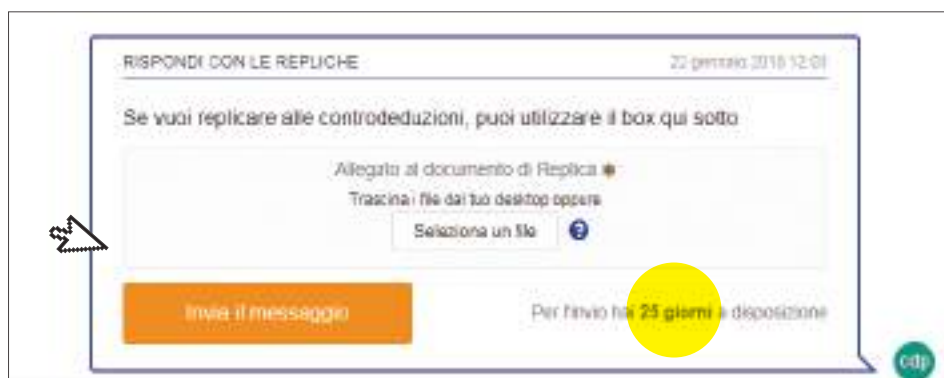 RISPONDI CON LE REPLICHE
22 gennaio 2018 12:03
Se vuoi replicare alle controdeduzioni, puoi utilizzare il box qui sotto
Allegato al documento di Replica *
Trascina i file dal tuo desktop oppure
Seleziona un file ?
Invia il messaggio
Per l'invio hai 25 giorni a disposizione
cdp